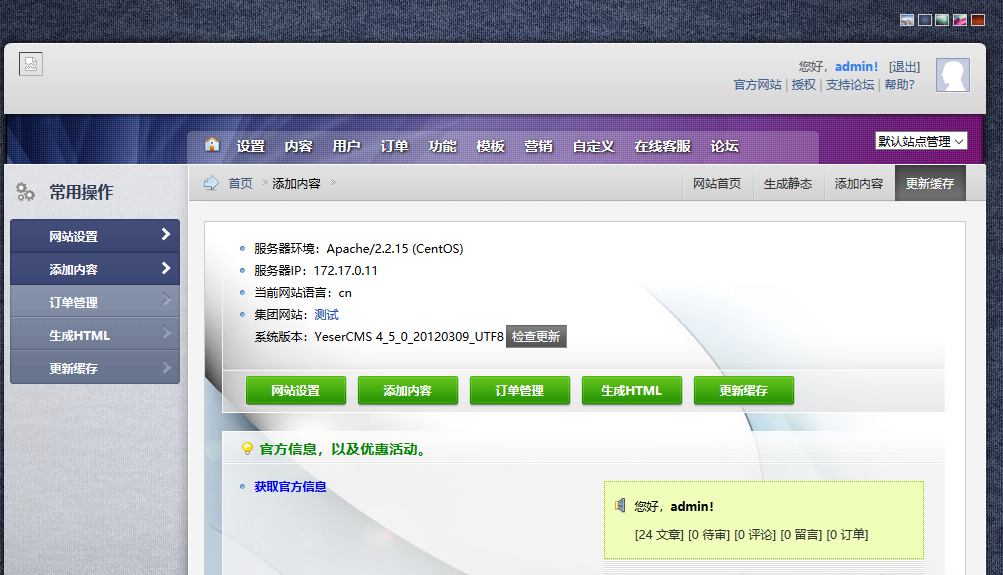 您好，admin! [退出]
官方网站 | 授权 | 支持论坛 | 帮助?
设置 内容 用户 订单 功能 模板 营销 自定义 在线客服 论坛
默认站点管理
常用操作
首页 添加内容
网站首页 生成静态 添加内容 更新缓存
网站设置
添加内容
订单管理
生成HTML
更新缓存
服务器环境：Apache/2.2.15 (CentOS)
服务器IP：172.17.0.11
当前网站语言：cn
集团网站：测试
系统版本：YeserCMS 4_5_0_20120309_UTF8 检查更新
网站设置 添加内容 订单管理 生成HTML 更新缓存
官方信息，以及优惠活动。
获取官方信息
您好，admin!
[24 文章] [0 待审] [0 评论] [0 留言] [0 订单]